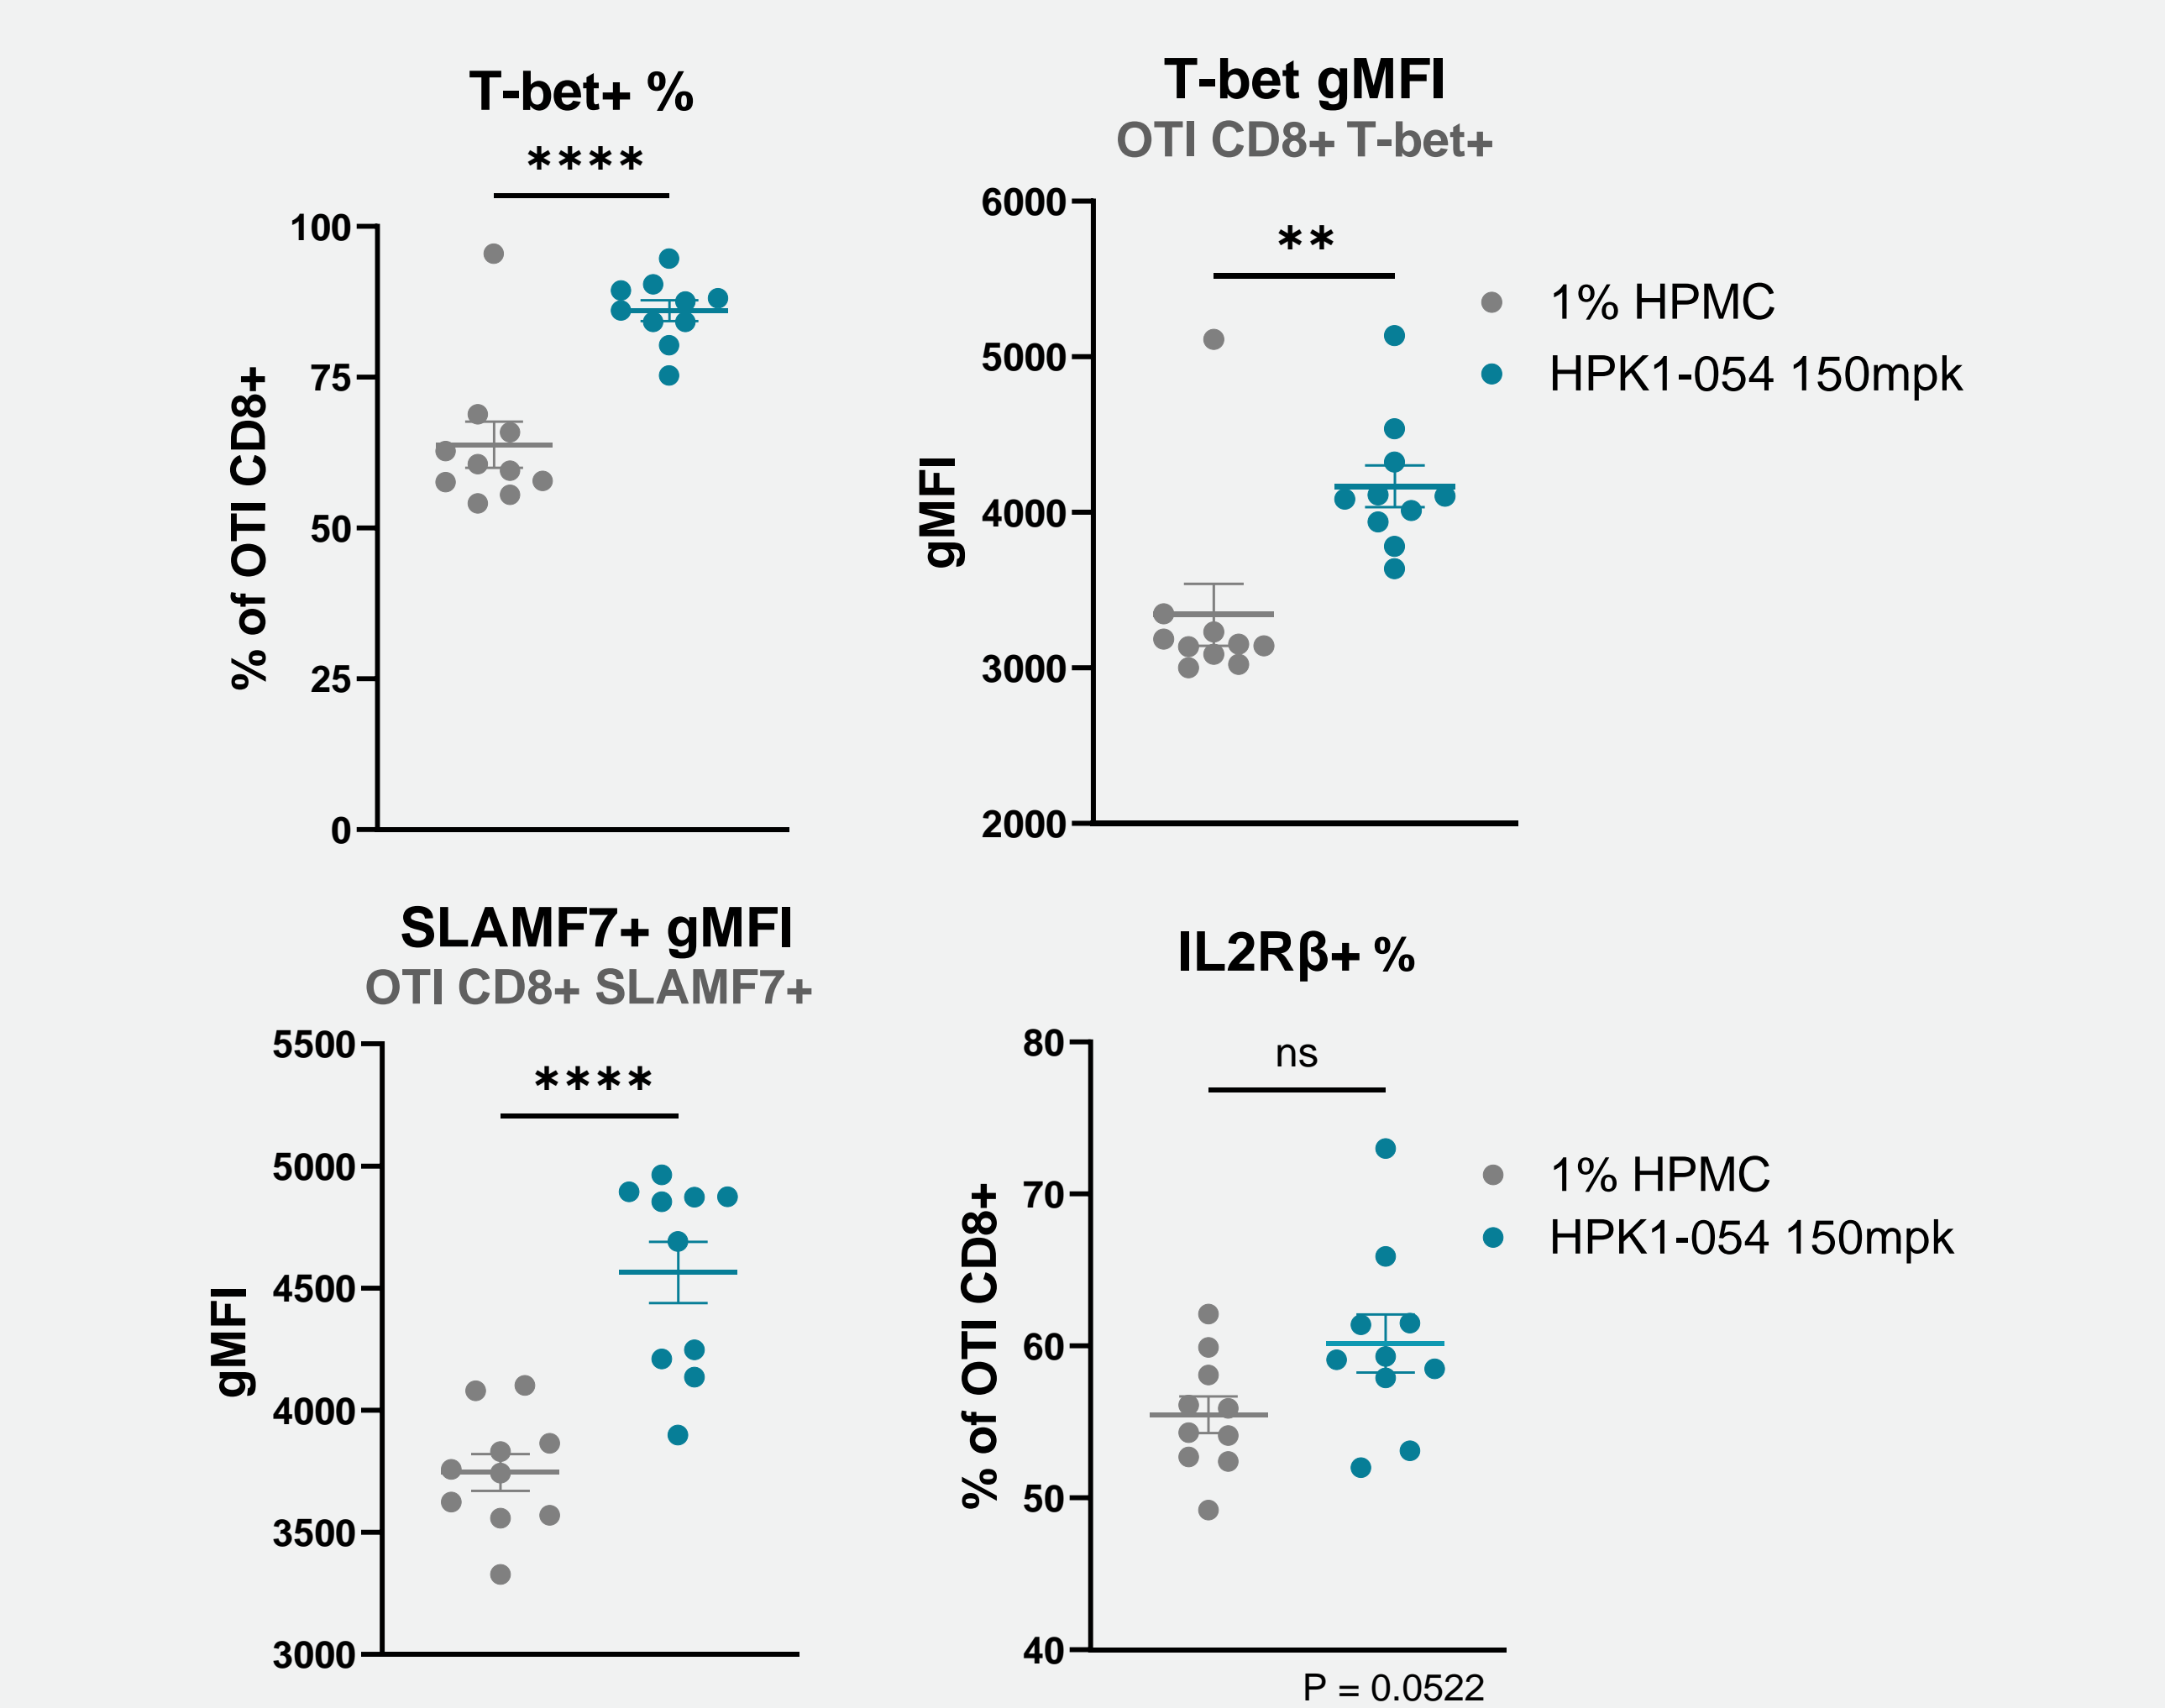 T-bet+ %
****
100
75
50
25
0
% of OTI CD8+
T-bet gMFI
OTI CD8+ T-bet+
6000
5000
4000
3000
2000
**
gMFI
1% HPMC
HPK1-054 150mpk
SLAMF7+ gMFI
OTI CD8+ SLAMF7+
5500
5000
4500
4000
3500
3000
****
gMFI
IL2Rβ+ %
80
70
60
50
40
ns
% of OTI CD8+
1% HPMC
HPK1-054 150mpk
P = 0.0522